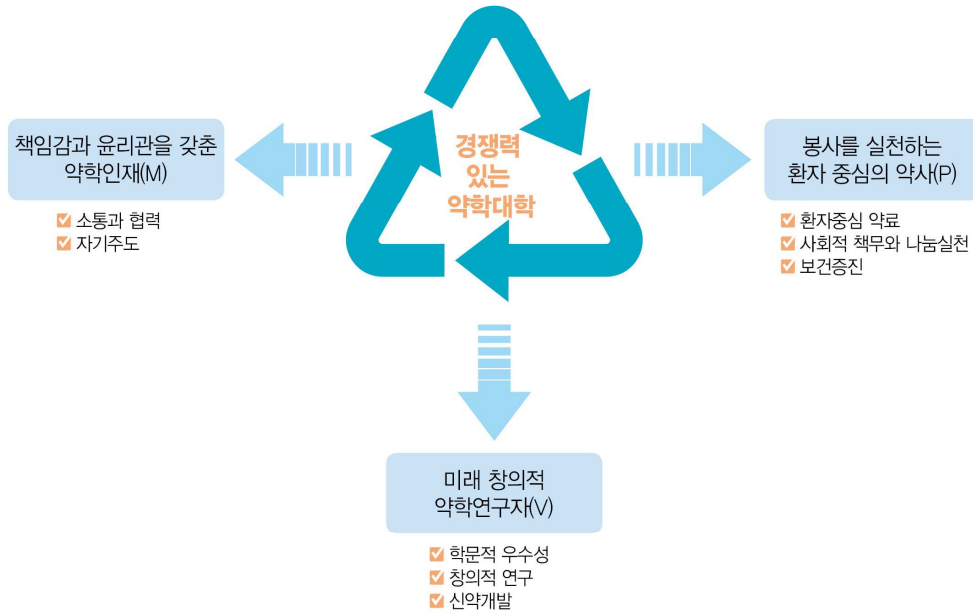 경쟁력
있는
약학대학
책임감과 윤리관을 갖춘
약학인재(M)
소통과 협력
자기주도
봉사를 실천하는
환자 중심의 약사(P)
환자중심 약료
사회적 책무와 나눔실천
보건증진
미래 창의적
약학연구자(V)
학문적 우수성
창의적 연구
신약개발